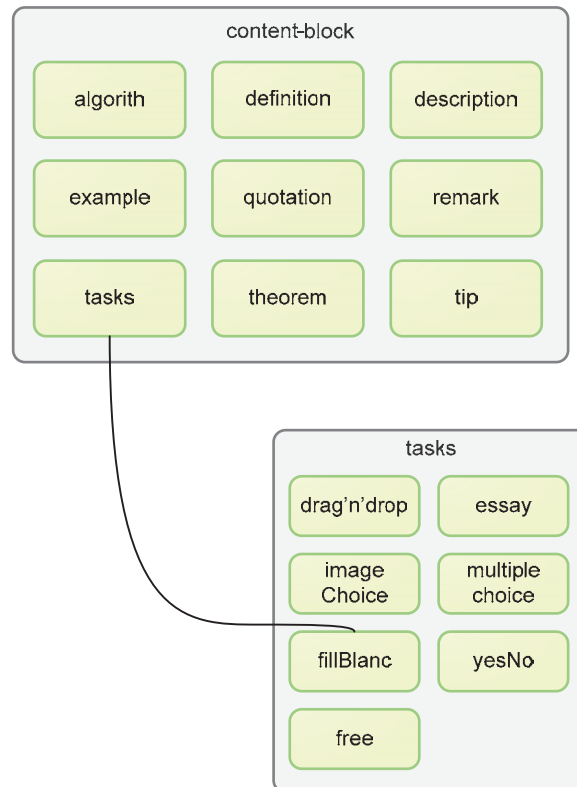 content-block
algorith
definition
description
example
quotation
remark
tasks
theorem
tip
tasks
drag'n'drop
essay
image
Choice
multiple
choice
fillBlanc
yesNo
free